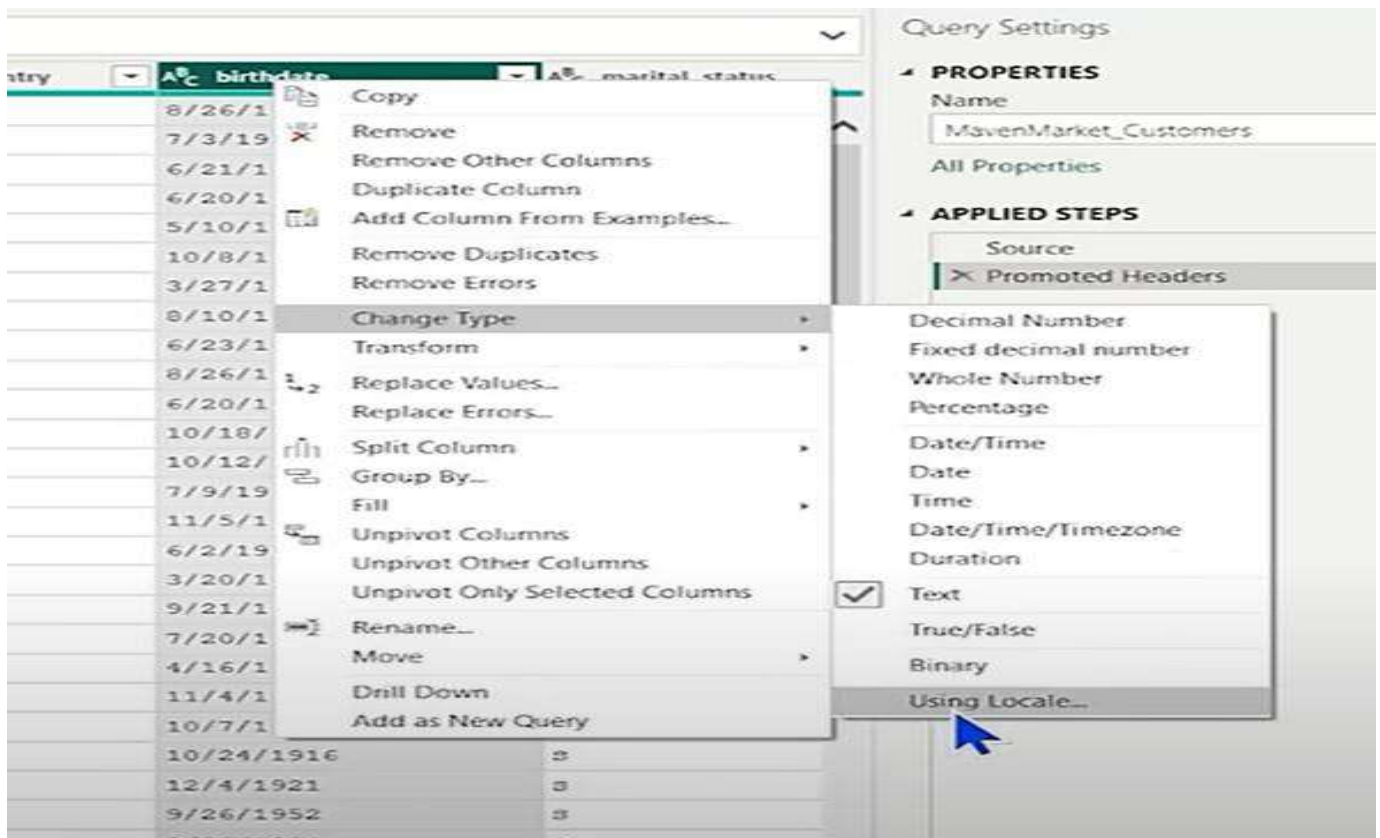 Query Settings
ntry
ABC birthdate
ABC marital_status
PROPERTIES
Name
MavenMarket_Customers
All Properties
APPLIED STEPS
Source
Promoted Headers
8/26/1
7/3/19
6/21/1
6/20/1
5/10/1
10/8/1
3/27/1
8/10/1
6/23/1
8/26/1
6/20/1
10/18/
10/12/
7/9/19
11/5/1
6/2/19
3/20/1
9/21/1
7/20/1
4/16/1
11/4/1
10/7/1
10/24/1916
12/4/1921
9/26/1952
Copy
Remove
Remove Other Columns
Duplicate Column
Add Column From Examples...
Remove Duplicates
Remove Errors
Change Type
Transform
Replace Values...
Replace Errors...
Split Column
Group By...
Fill
Unpivot Columns
Unpivot Other Columns
Unpivot Only Selected Columns
Rename...
Move
Drill Down
Add as New Query
Decimal Number
Fixed decimal number
Whole Number
Percentage
Date/Time
Date
Time
Date/Time/Timezone
Duration
Text
True/False
Binary
Using Locale...